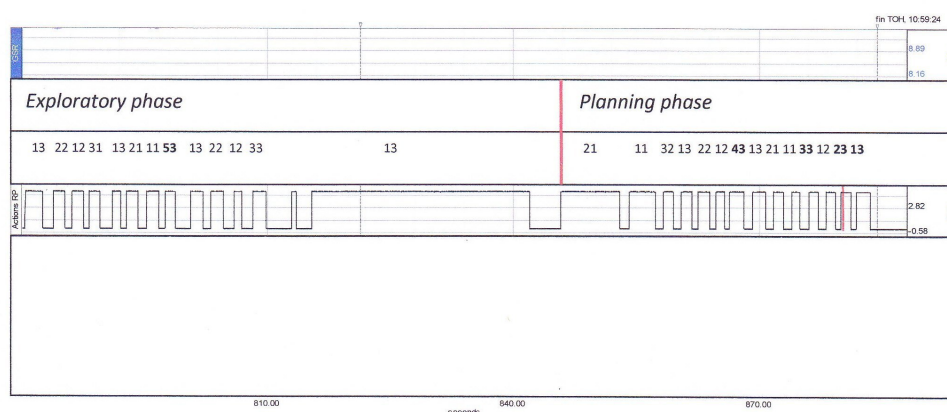 fin TOH, 10:59:24
GSR
8.89
8.16
Exploratory phase
Planning phase
13 22 12 31 13 21 11 53 13 22 12 33 13 21 11 32 13 22 12 43 13 21 11 33 12 23 13
Actions RP
2.82
-0.58
810.00 840.00 870.00
seconds